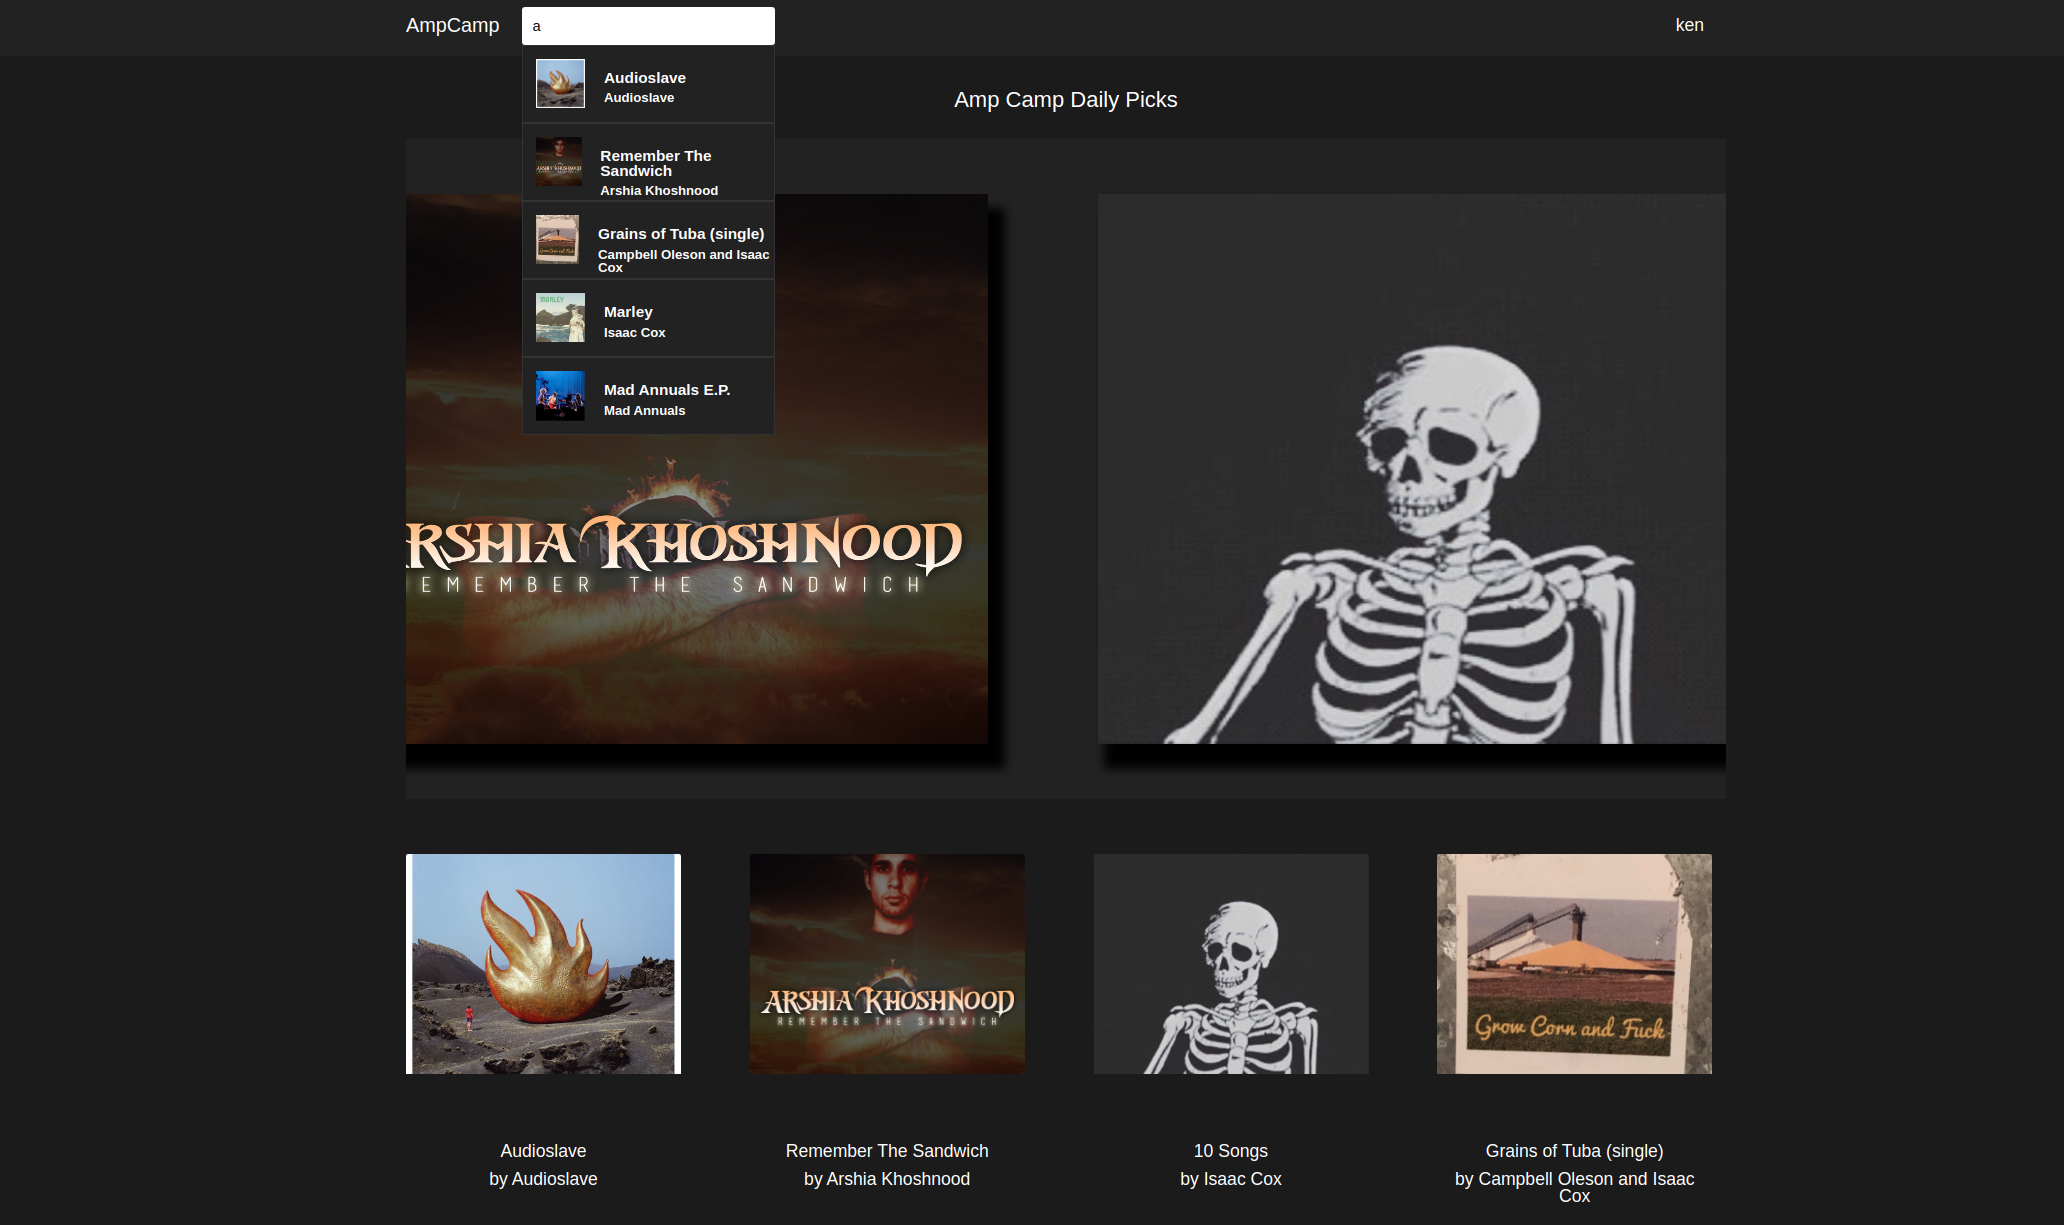 AmpCamp
a
ken
Audioslave
Audioslave
Remember The
Sandwich
Arshia Khoshnood
Grains of Tuba (single)
Campbell Oleson and Isaac
Cox
MARLEY
Marley
Isaac Cox
Mad Annuals E.P.
Mad Annuals
Amp Camp Daily Picks
ARSHIA KHOSHNOOD
REMEMBER THE SANDWICH
ARSHIA KHOSHNOOD
REMEMBER THE SANDWICH
Grow Corn and Fuck
Audioslave
by Audioslave
Remember The Sandwich
by Arshia Khoshnood
10 Songs
by Isaac Cox
Grains of Tuba (single)
by Campbell Oleson and Isaac
Cox